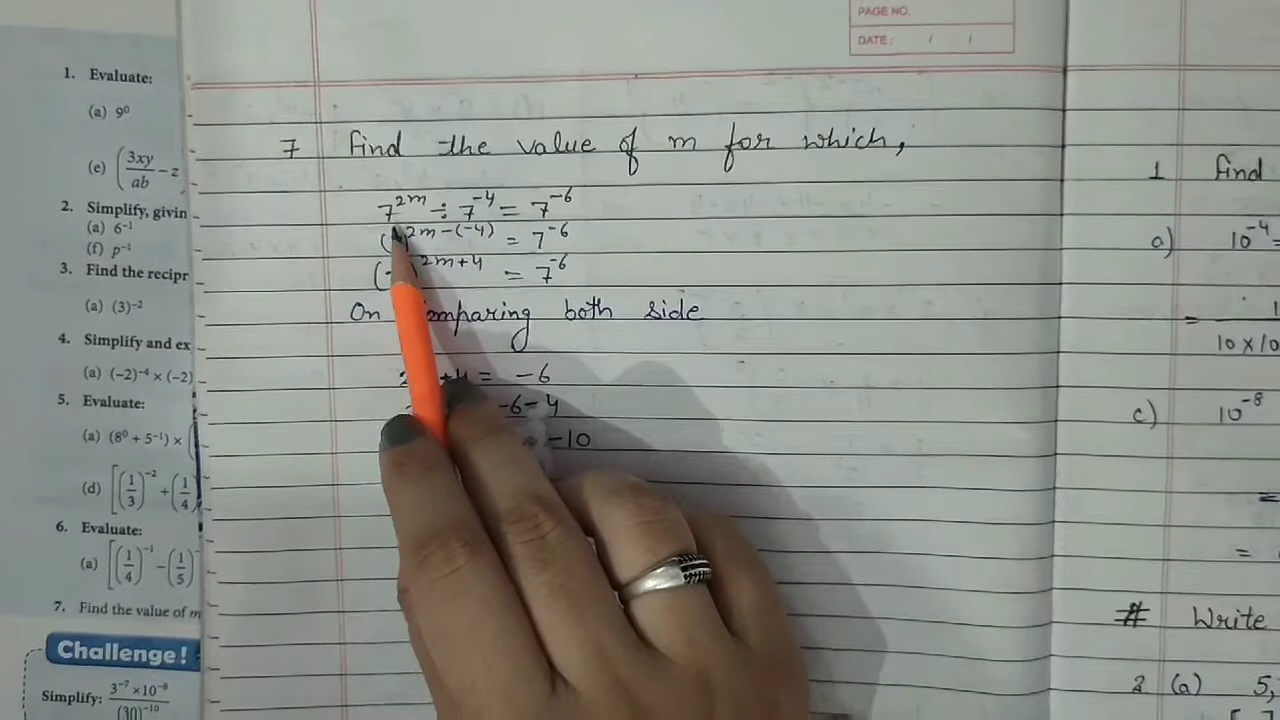 PAGE NO.
DATE: / /
1. Evaluate:
(a) 9⁰
(e) (3xy/ab − z
2. Simplify, givin
(a) 6⁻¹
(f) p⁻¹
3. Find the recipr
(a) (3)⁻²
4. Simplify and ex
(a) (−2)⁻⁴ × (−2)
5. Evaluate:
(a) (8⁰ + 5⁻¹) × (
(d) [(1/3)⁻² + (1/4)
6. Evaluate:
(a) [(1/4)⁻¹ − (1/5)
7. Find the value of m
Challenge!
Simplify: 3⁻⁷ × 10⁻⁸ / (30)⁻¹⁰
7 find the value of m for which,
7²ᵐ ÷ 7⁻⁴ = 7⁻⁶
( )²ᵐ⁻⁽⁻⁴⁾ = 7⁻⁶
( )²ᵐ⁺⁴ = 7⁻⁶
On both side
+4 = −6
−6−4
−10
1 find
a) 10⁻⁴ =
= 1
10 × 10
c) 10⁻⁸
=
=
# Write
2 (a) 5,